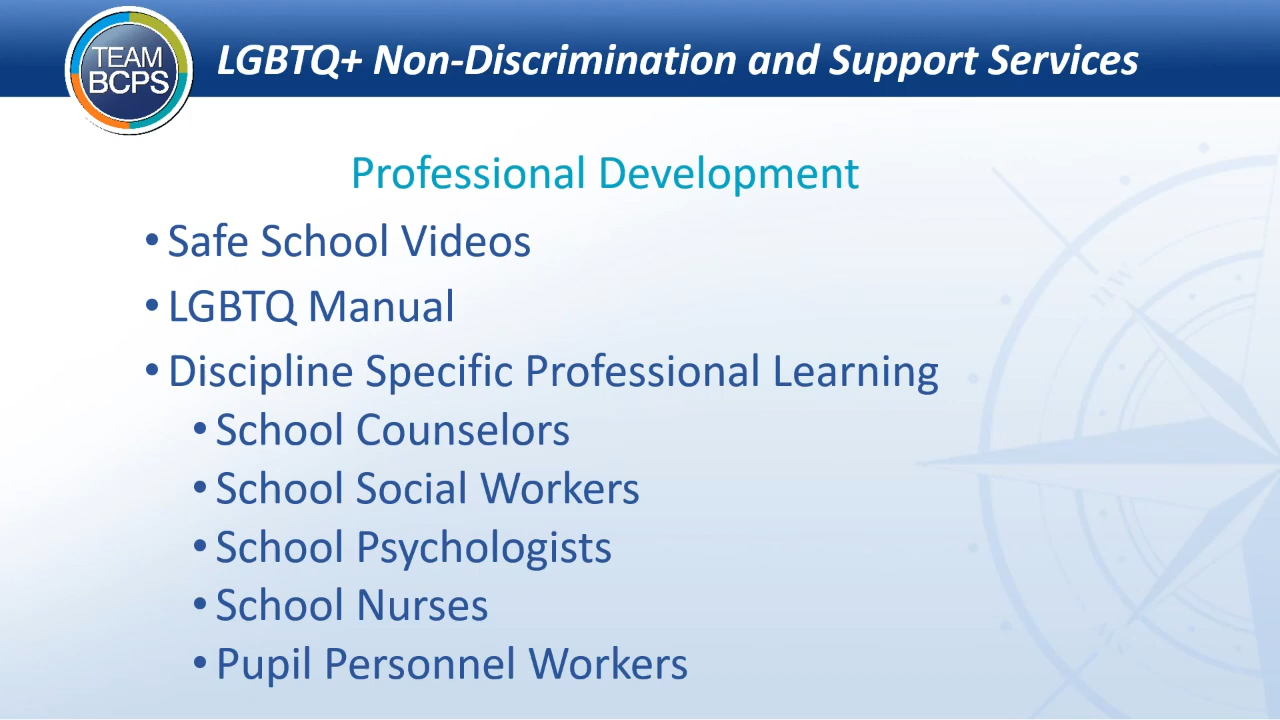 TEAM
BCPS
LGBTQ+ Non-Discrimination and Support Services
Professional Development
• Safe School Videos
• LGBTQ Manual
• Discipline Specific Professional Learning
• School Counselors
• School Social Workers
• School Psychologists
• School Nurses
• Pupil Personnel Workers